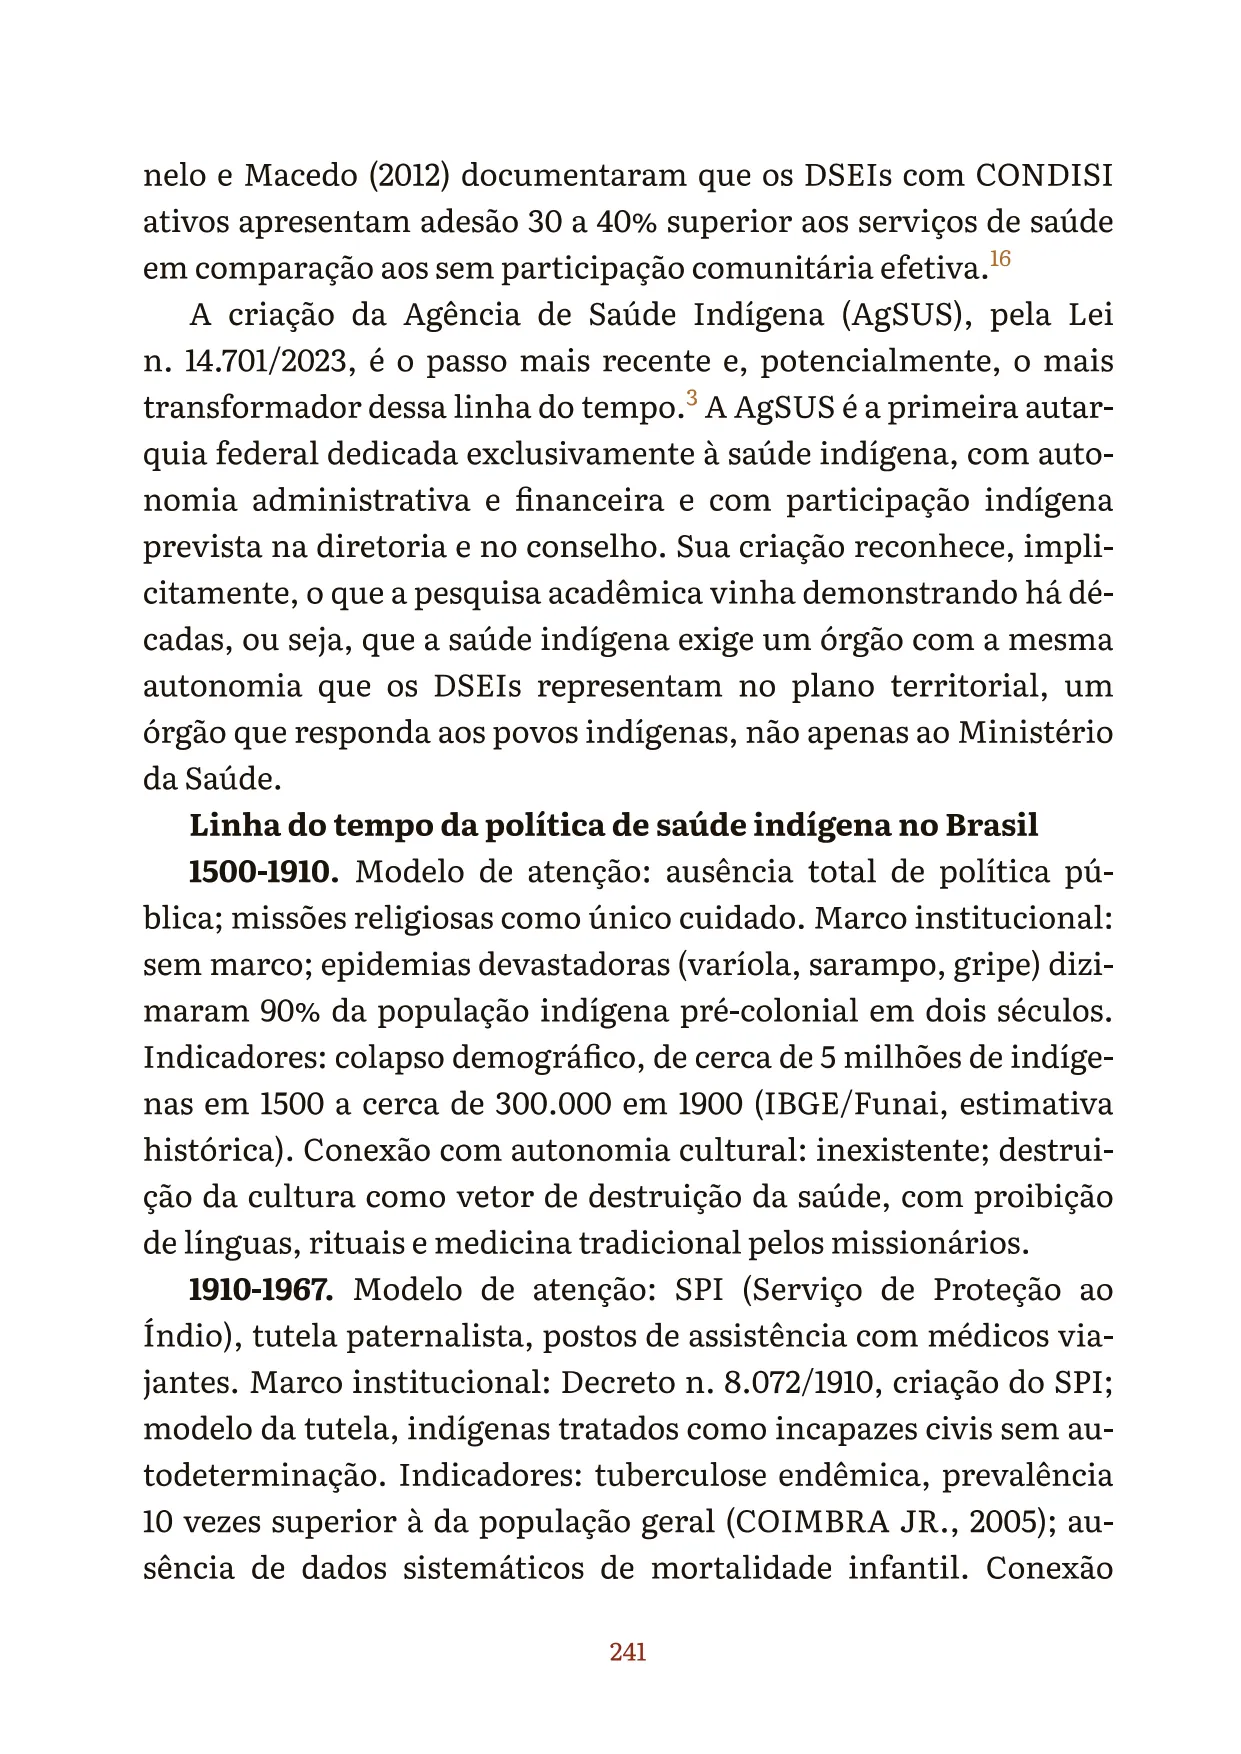 nelo e Macedo (2012) documentaram que os DSEIs com CONDISI
ativos apresentam adesão 30 a 40% superior aos serviços de saúde
em comparação aos sem participação comunitária efetiva.16
A criação da Agência de Saúde Indígena (AgSUS), pela Lei
n. 14.701/2023, é o passo mais recente e, potencialmente, o mais
transformador dessa linha do tempo.3 A AgSUS é a primeira autar-
quia federal dedicada exclusivamente à saúde indígena, com auto-
nomia administrativa e financeira e com participação indígena
prevista na diretoria e no conselho. Sua criação reconhece, impli-
citamente, o que a pesquisa acadêmica vinha demonstrando há dé-
cadas, ou seja, que a saúde indígena exige um órgão com a mesma
autonomia que os DSEIs representam no plano territorial, um
órgão que responda aos povos indígenas, não apenas ao Ministério
da Saúde.
Linha do tempo da política de saúde indígena no Brasil
1500-1910. Modelo de atenção: ausência total de política pú-
blica; missões religiosas como único cuidado. Marco institucional:
sem marco; epidemias devastadoras (varíola, sarampo, gripe) dizi-
maram 90% da população indígena pré-colonial em dois séculos.
Indicadores: colapso demográfico, de cerca de 5 milhões de indíge-
nas em 1500 a cerca de 300.000 em 1900 (IBGE/Funai, estimativa
histórica). Conexão com autonomia cultural: inexistente; destrui-
ção da cultura como vetor de destruição da saúde, com proibição
de línguas, rituais e medicina tradicional pelos missionários.
1910-1967. Modelo de atenção: SPI (Serviço de Proteção ao
Índio), tutela paternalista, postos de assistência com médicos via-
jantes. Marco institucional: Decreto n. 8.072/1910, criação do SPI;
modelo da tutela, indígenas tratados como incapazes civis sem au-
todeterminação. Indicadores: tuberculose endêmica, prevalência
10 vezes superior à da população geral (COIMBRA JR., 2005); au-
sência de dados sistemáticos de mortalidade infantil. Conexão
241